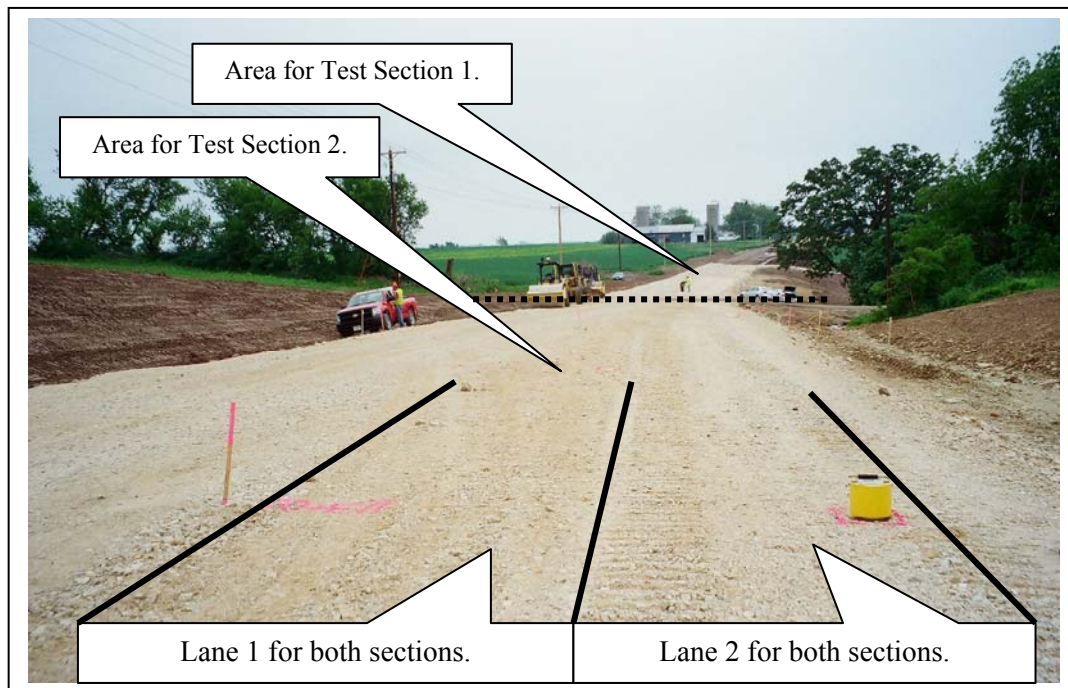 Area for Test Section 1.
Area for Test Section 2.
Lane 1 for both sections.
Lane 2 for both sections.